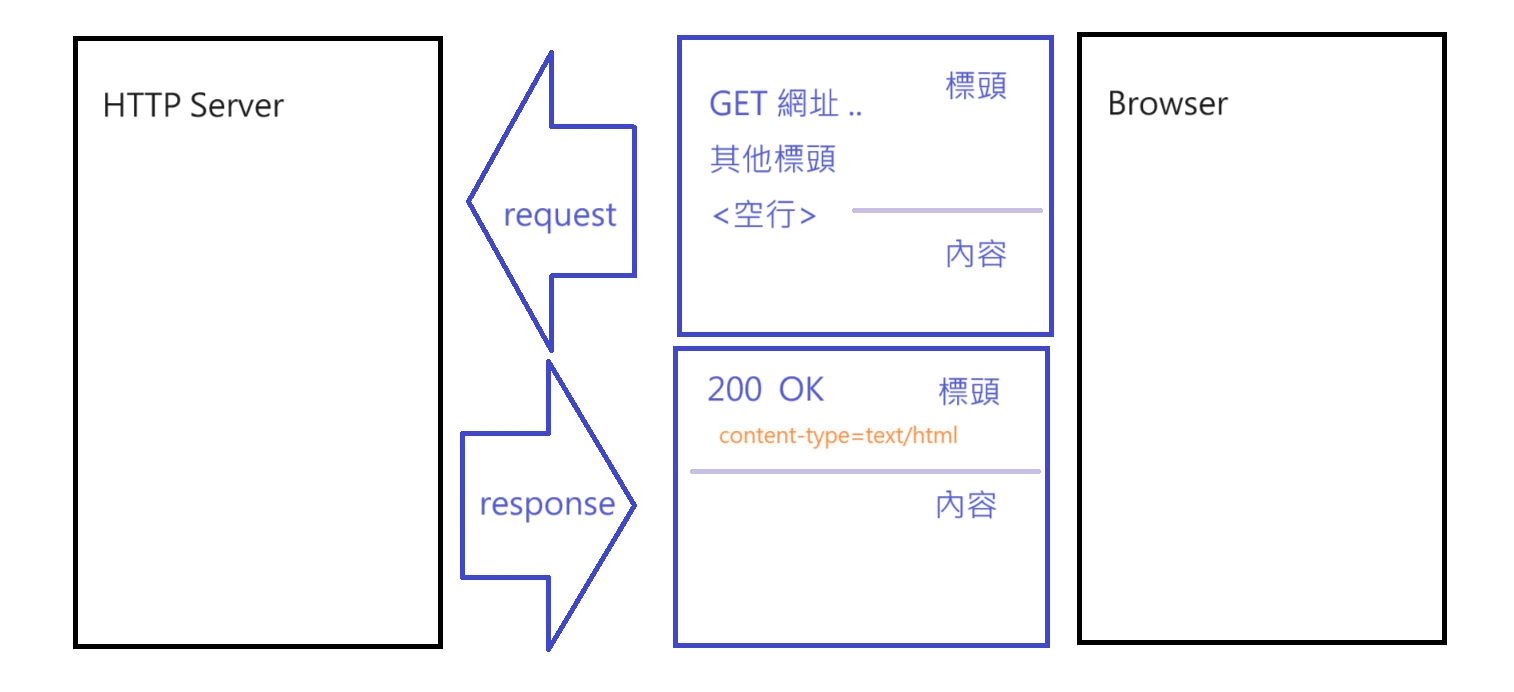 HTTP Server
request
response
標頭
GET 網址 ..
其他標頭
<空行>
內容
200 OK
標頭
content-type=text/html
內容
Browser